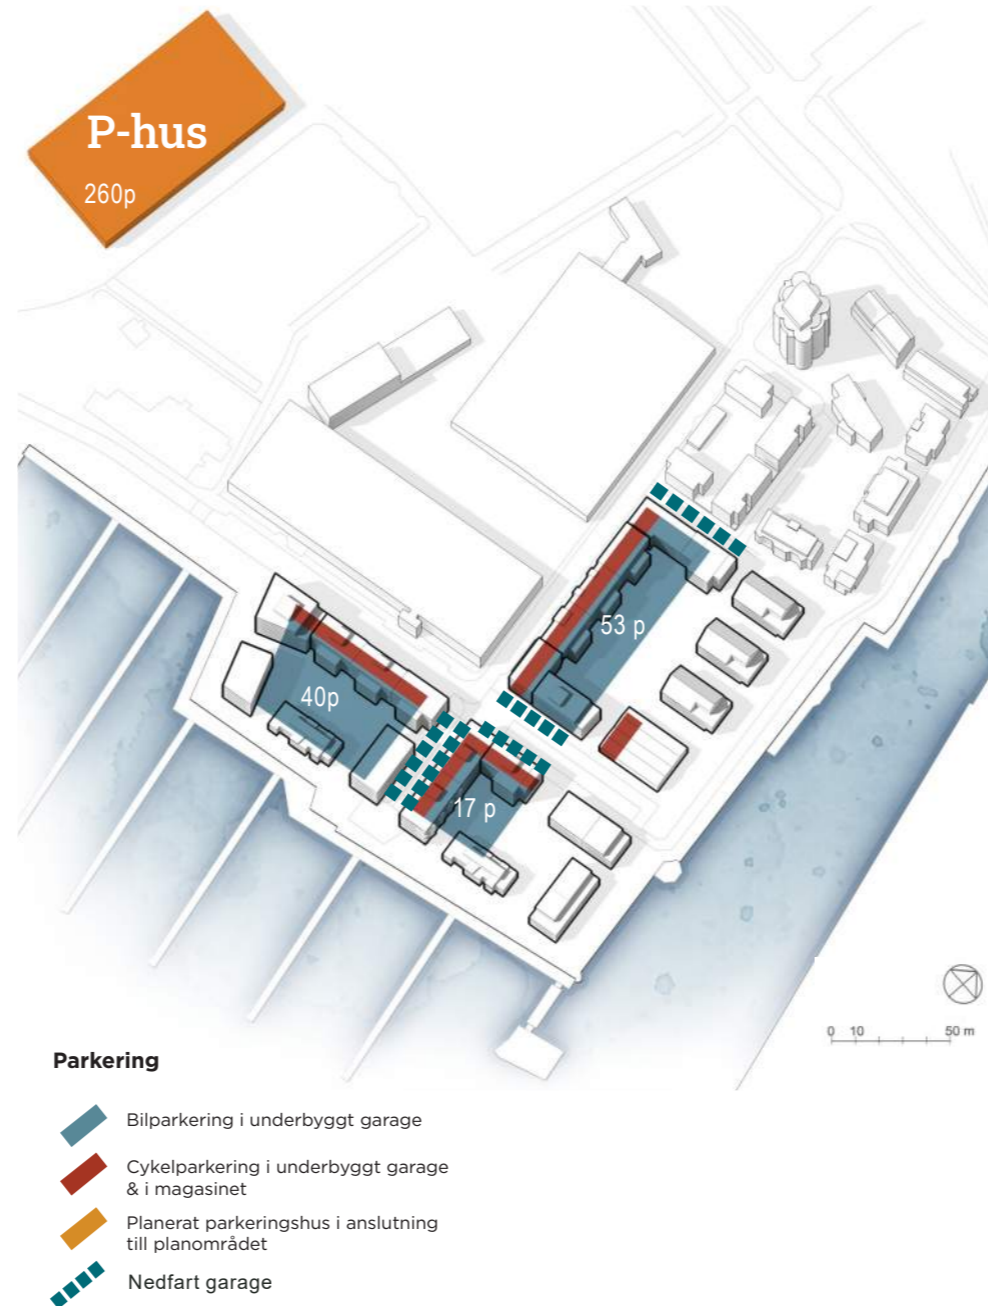 P-hus
260p
53 p
40p
17 p
0 10 50 m
Parkering
Bilparkering i underbyggt garage
Cykelparkering i underbyggt garage
& i magasinet
Planerat parkeringshus i anslutning
till planområdet
Nedfart garage